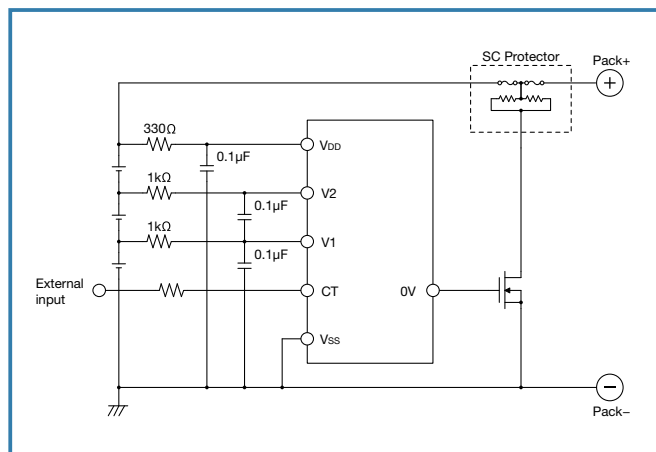 SC Protector
Pack+
330Ω
0.1µF
VDD
1kΩ
V2
0.1µF
1kΩ
V1
0.1µF
External
input
CT
0V
VSS
Pack−